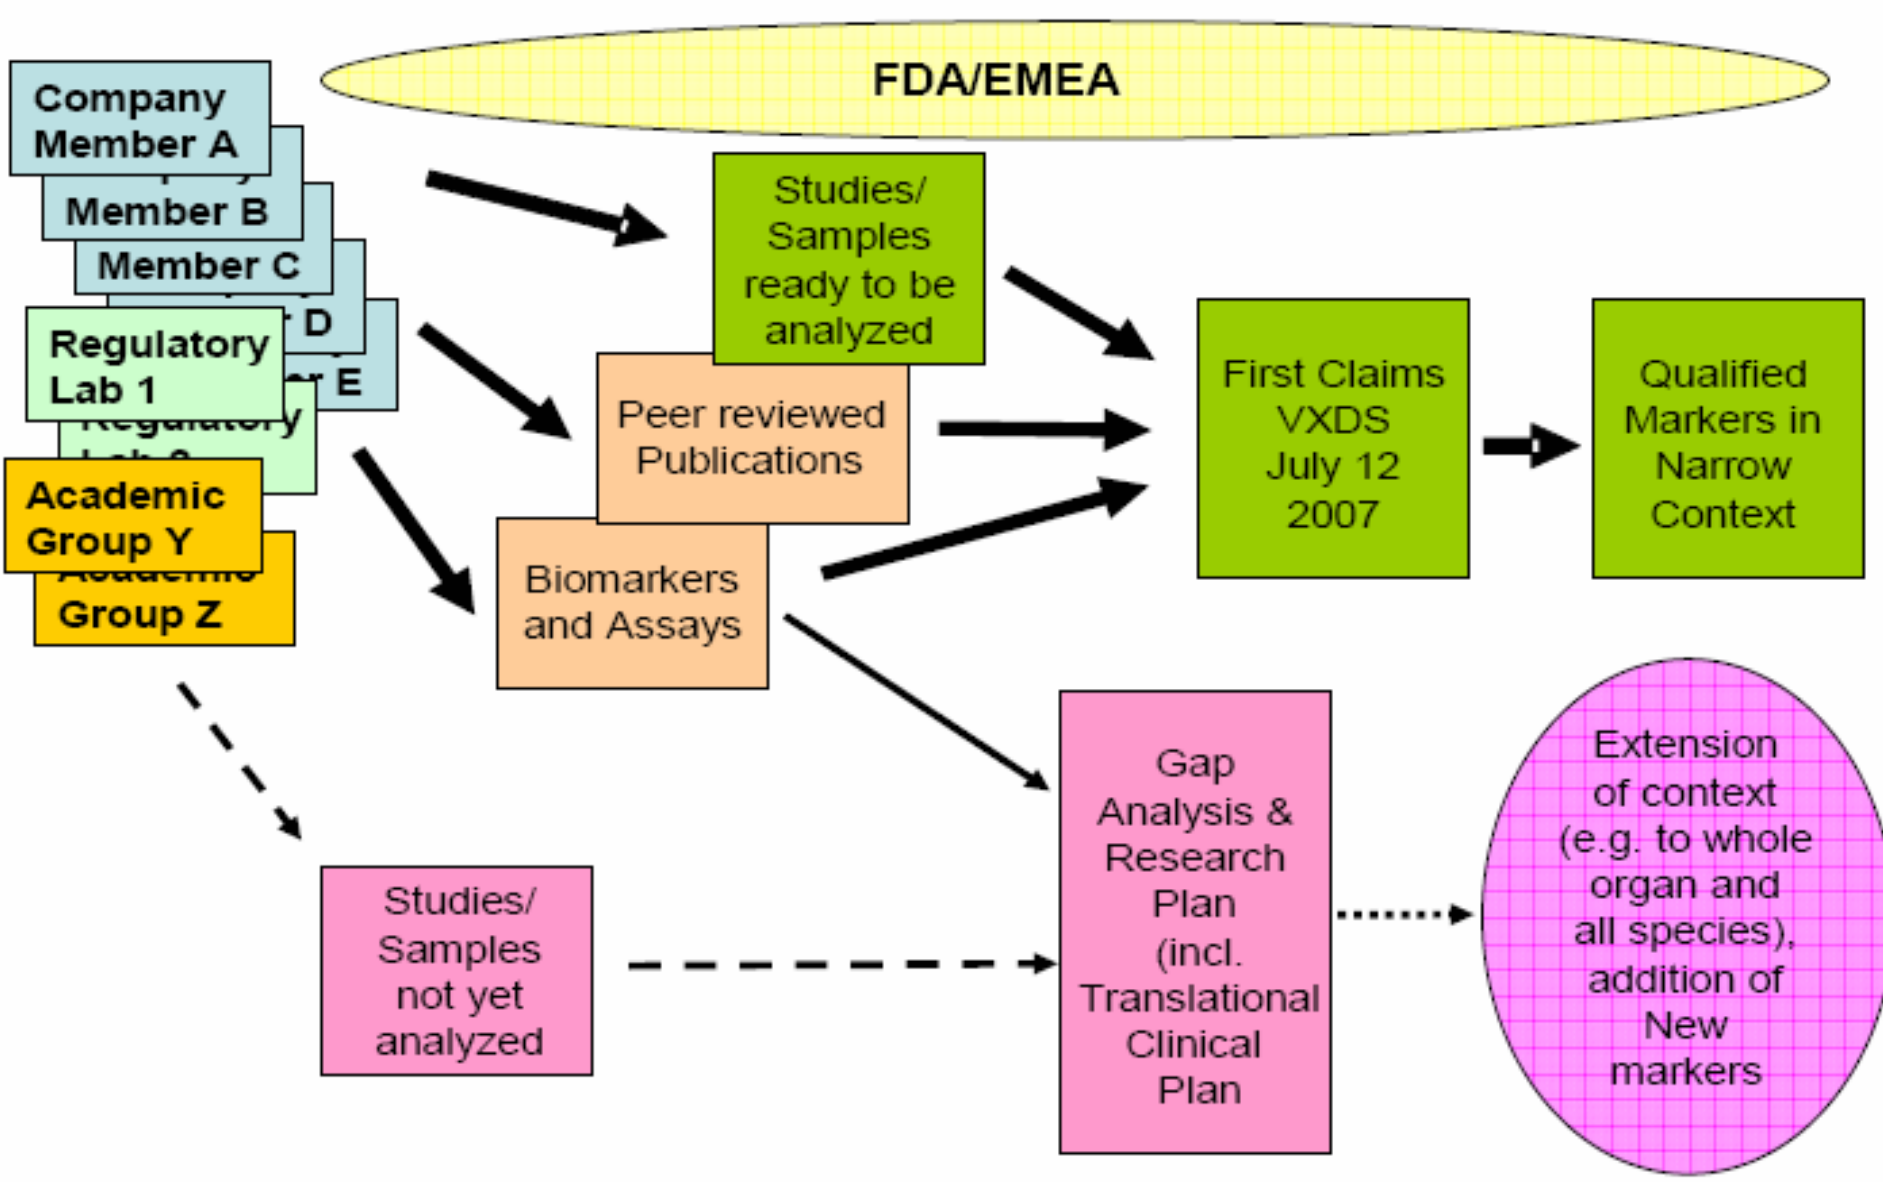 FDA/EMEA
Company
Member A
Member B
Member C
D
E
Regulatory
Lab 1
Regulatory
Academic
Group Y
Academic
Group Z
Studies/
Samples
ready to be
analyzed
Peer reviewed
Publications
Biomarkers
and Assays
First Claims
VXDS
July 12
2007
Qualified
Markers in
Narrow
Context
Studies/
Samples
not yet
analyzed
Gap
Analysis &
Research
Plan
(incl.
Translational
Clinical
Plan
Extension
of context
(e.g. to whole
organ and
all species),
addition of
New
markers